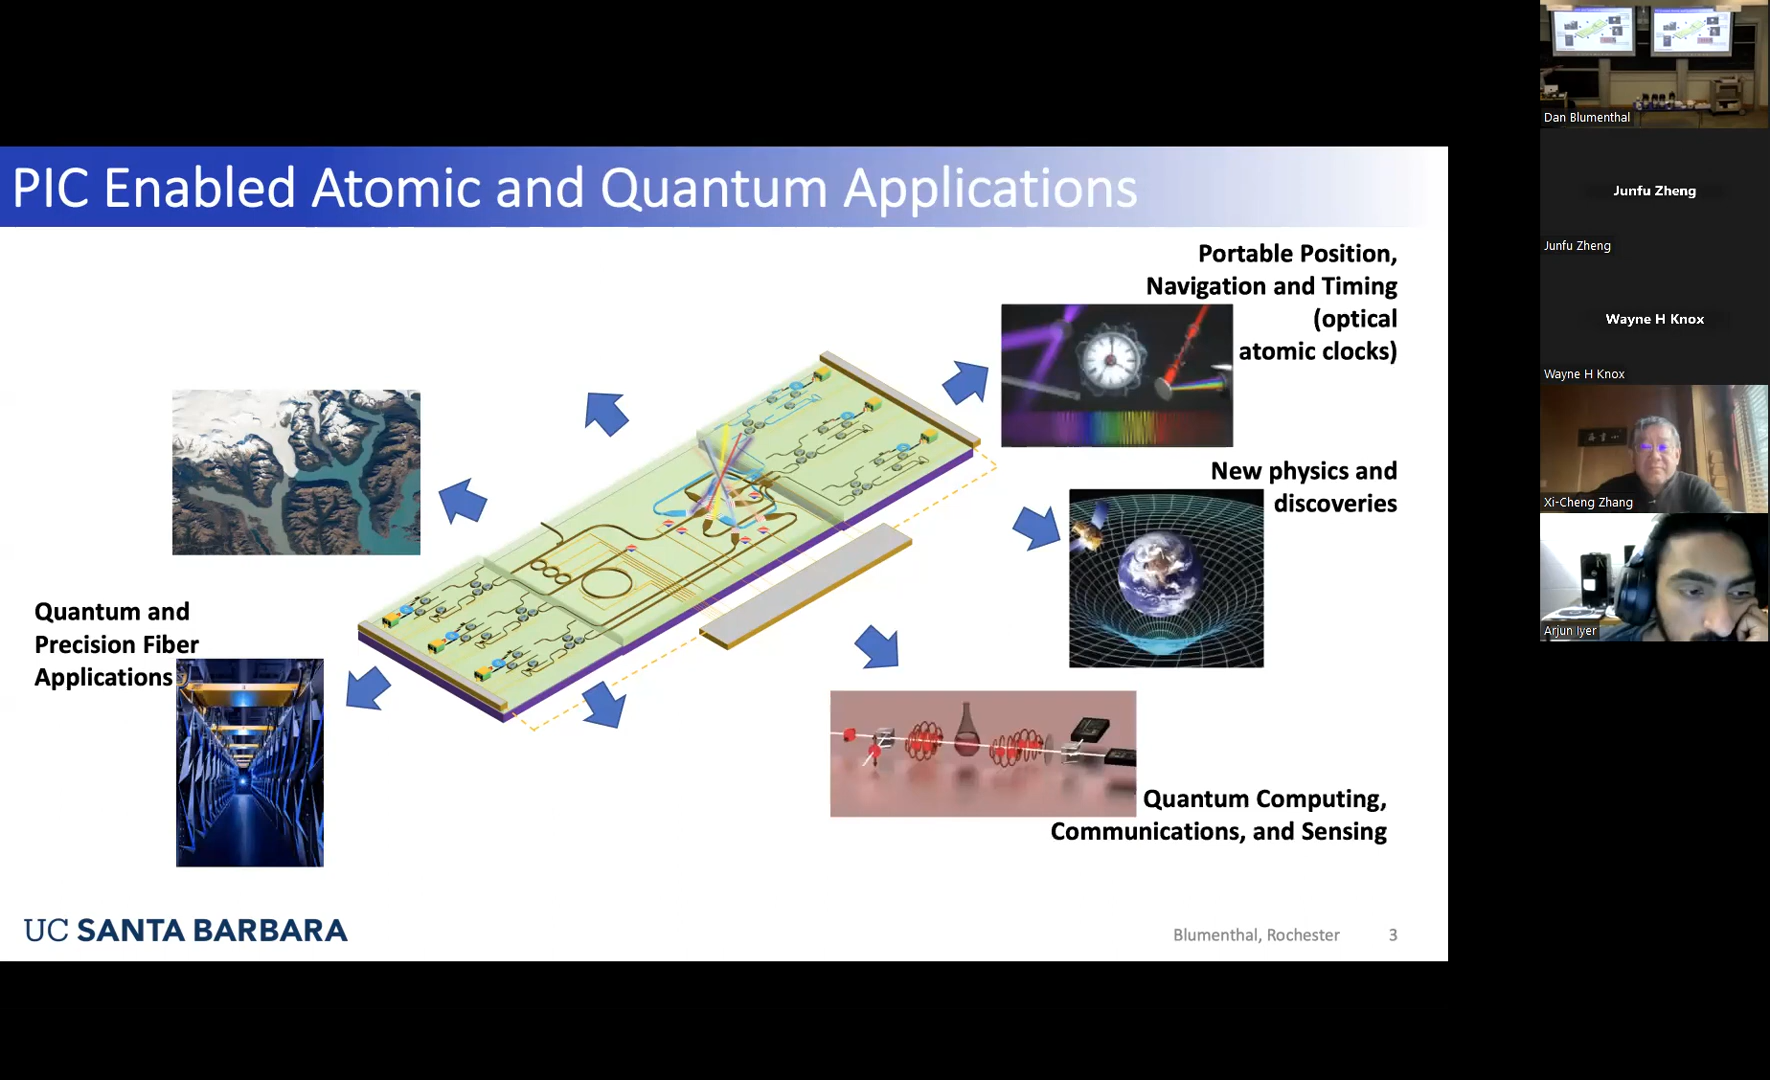 PIC Enabled Atomic and Quantum Applications
Portable Position,
Navigation and Timing
(optical
atomic clocks)
New physics and
discoveries
Quantum and
Precision Fiber
Applications
Quantum Computing,
Communications, and Sensing
UC SANTA BARBARA
Blumenthal, Rochester 3
Dan Blumenthal
Junfu Zheng
Junfu Zheng
Wayne H Knox
Wayne H Knox
Xi-Cheng Zhang
Arjun Iyer